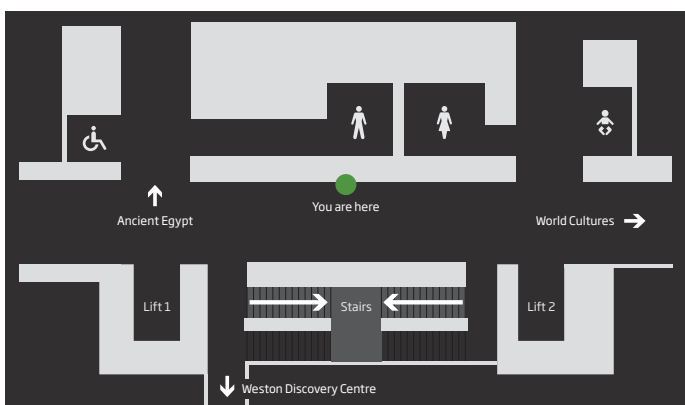 You are here
Ancient Egypt
World Cultures
Lift 1
Stairs
Lift 2
Weston Discovery Centre